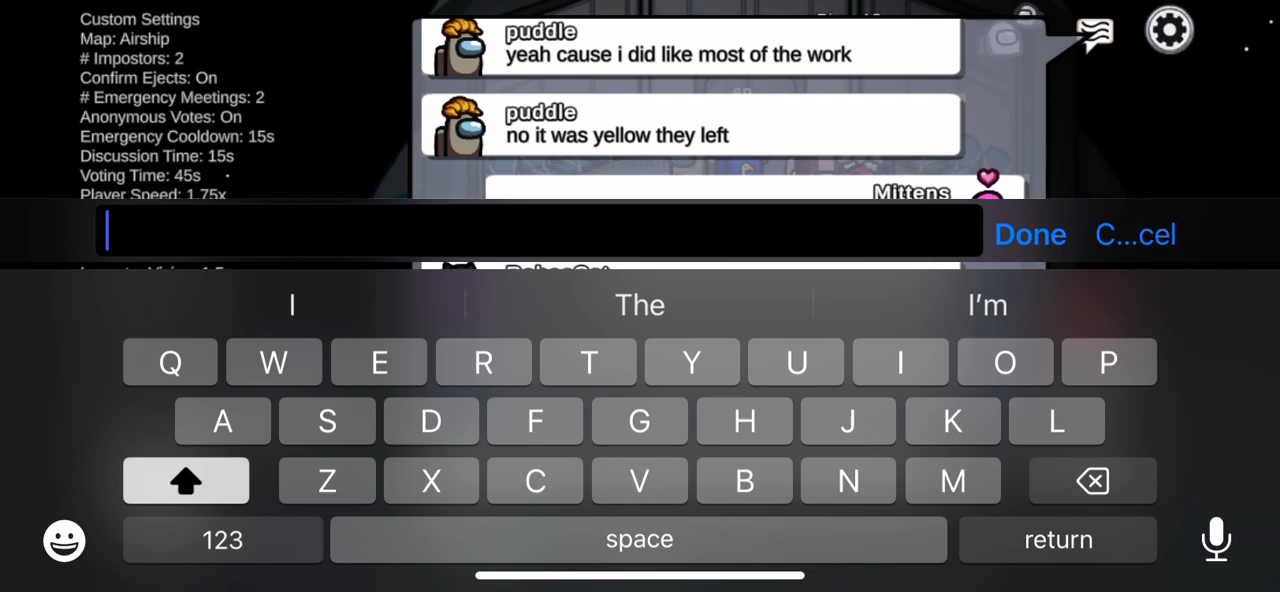 Custom Settings
Map: Airship
# Impostors: 2
Confirm Ejects: On
# Emergency Meetings: 2
Anonymous Votes: On
Emergency Cooldown: 15s
Discussion Time: 15s
Voting Time: 45s
Player Speed: 1.75x
puddle
yeah cause i did like most of the work
puddle
no it was yellow they left
Mittens
Done C...cel
I The I'm
Q W E R T Y U I O P
A S D F G H J K L
Z X C V B N M
123 space return